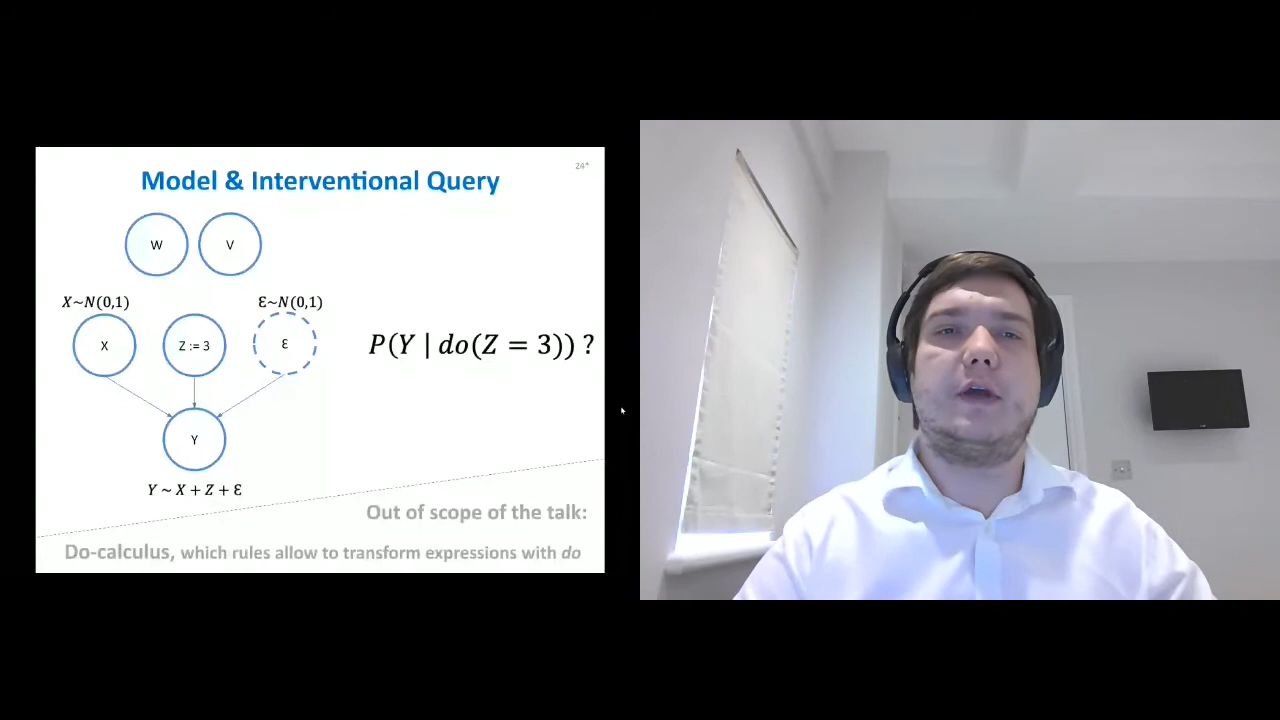 24*
Model & Interventional Query
W
V
X~N(0,1)
Ɛ~N(0,1)
X
Z := 3
Ɛ
P(Y | do(Z = 3)) ?
Y
Y ~ X + Z + Ɛ
Out of scope of the talk:
Do-calculus, which rules allow to transform expressions with do